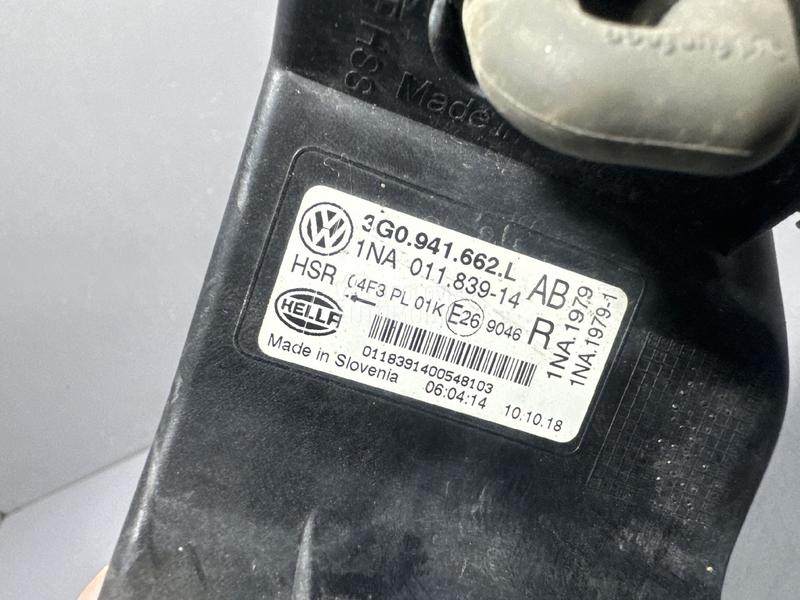 Made in
3G0.941.662.L AB
1NA 011.839-14
HSR 04F3 PL 01K E26 9046 R
HELLA
0118391400548103
Made in Slovenia 06:04:14 10.10.18
1NA.1979
1NA.1979-1